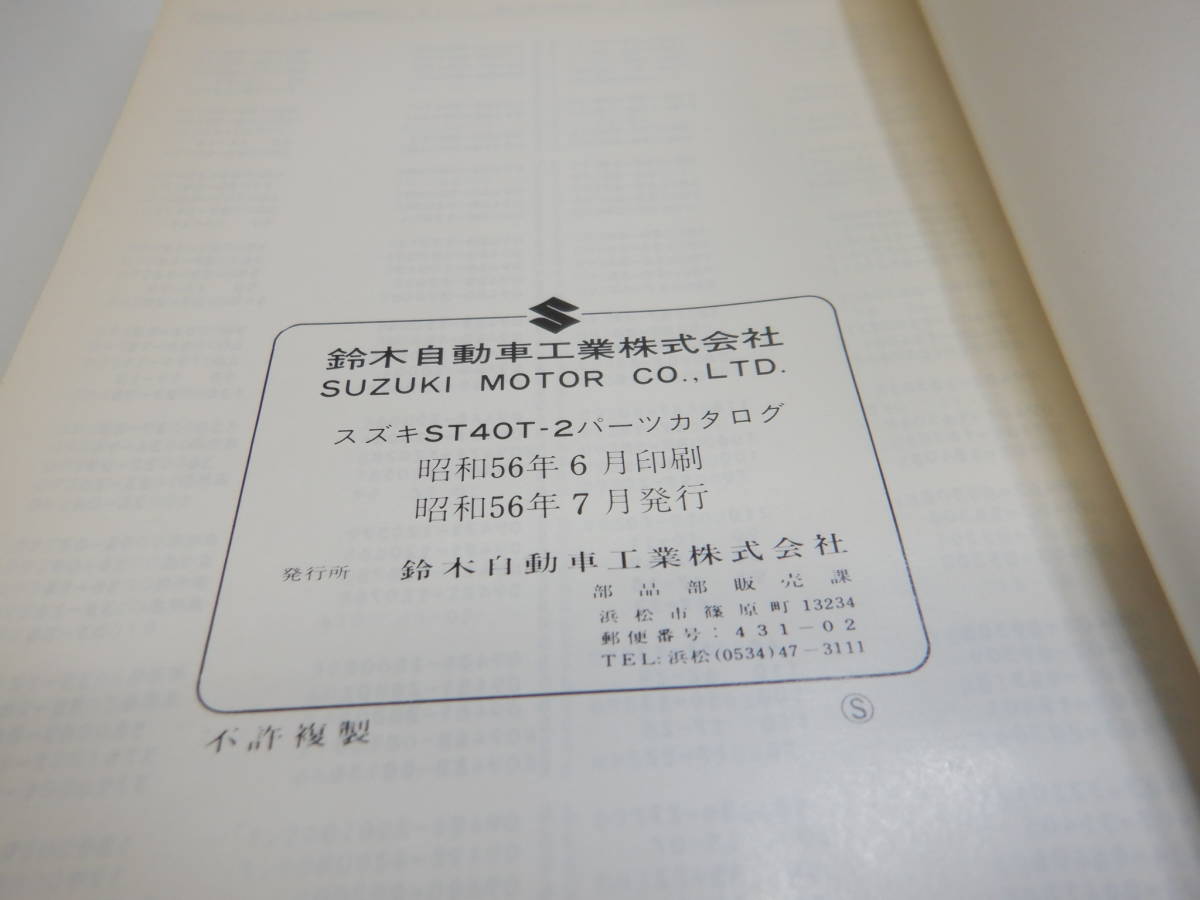 鈴木自動車工業株式会社
SUZUKI MOTOR CO.,LTD.
スズキST40T-2パーツカタログ
昭和56年6月印刷
昭和56年7月発行
発行所 鈴木自動車工業株式会社
部品部販売課
浜松市篠原町13234
郵便番号:431-02
TEL:浜松(0534)47-3111
不許複製
Ⓢ